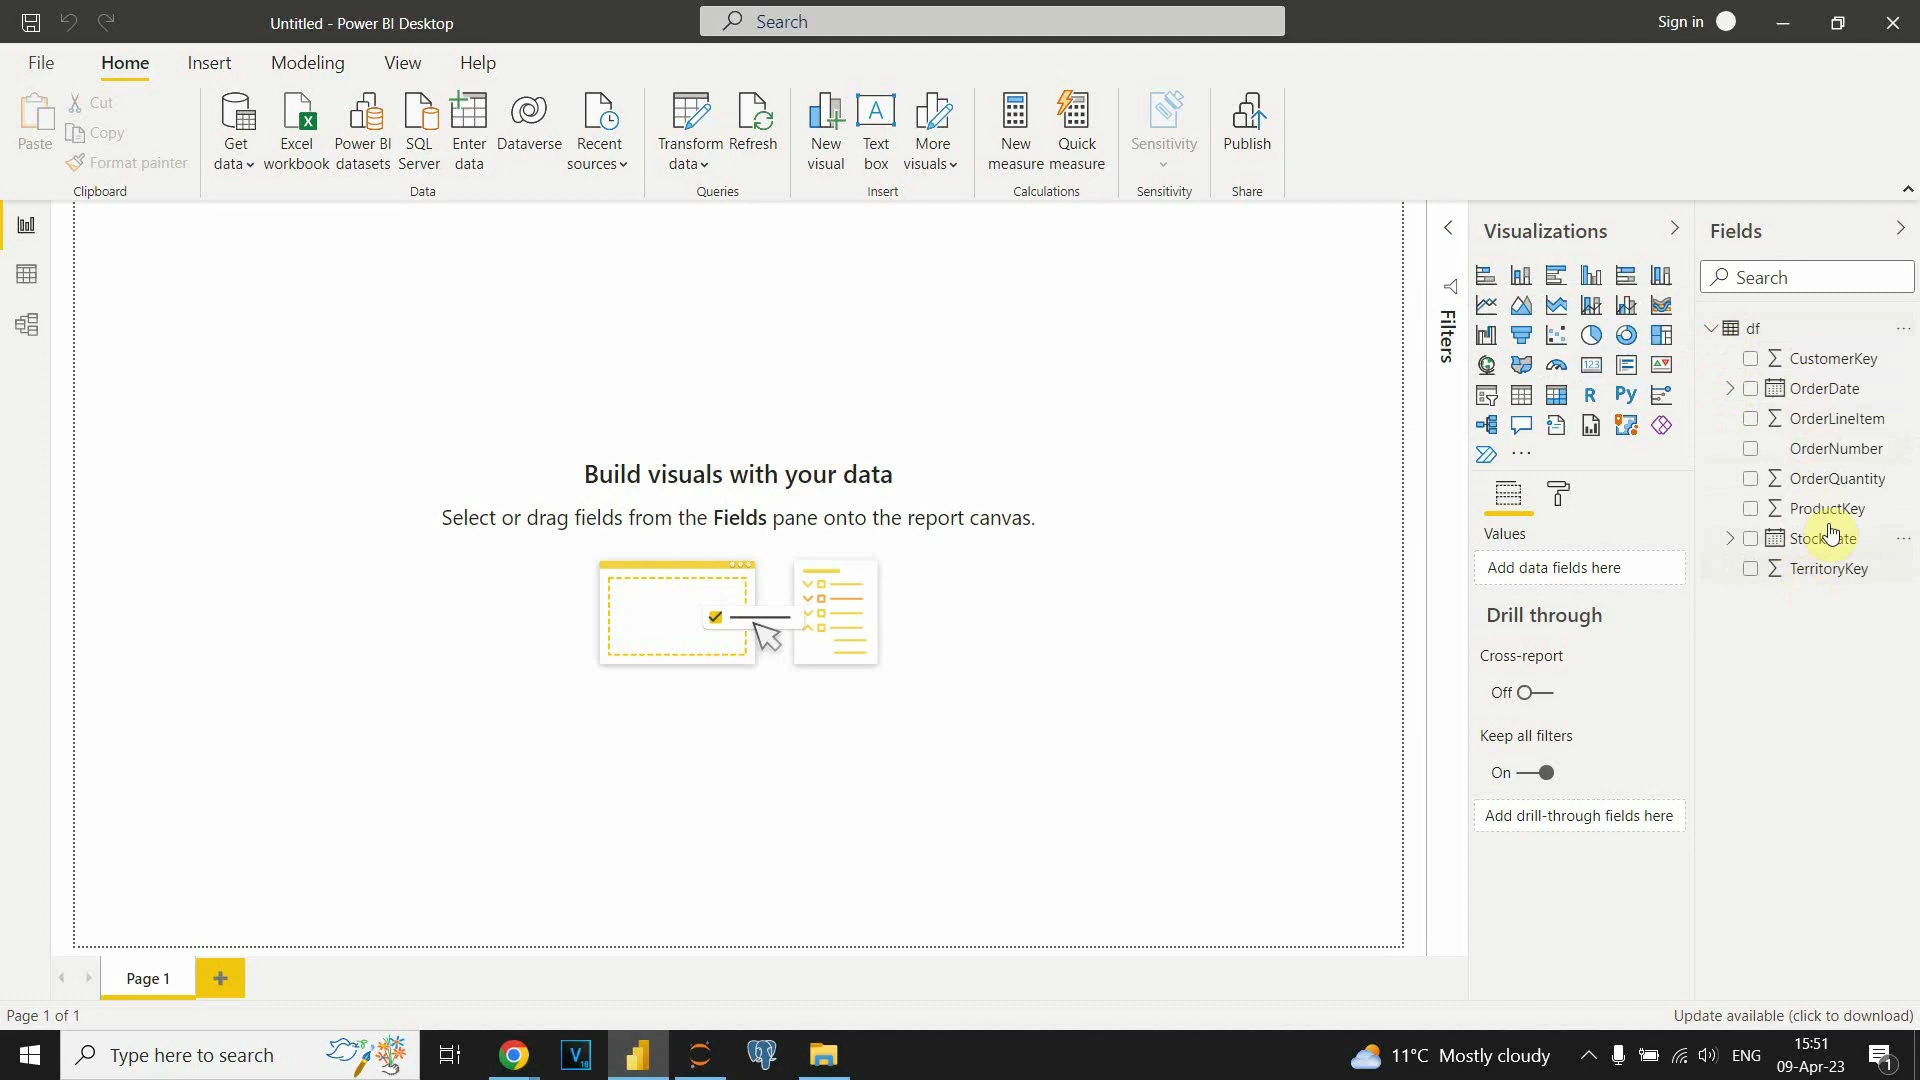 Untitled - Power BI Desktop
Search
Sign in
File
Home
Insert
Modeling
View
Help
Paste
Cut
Copy
Format painter
Get data
Excel workbook
Power BI datasets
SQL Server
Enter data
Dataverse
Recent sources
Transform data
Refresh
New visual
A
Text box
More visuals
New measure
Quick measure
Sensitivity
Publish
Clipboard
Data
Queries
Insert
Calculations
Sensitivity
Share
Build visuals with your data
Select or drag fields from the Fields pane onto the report canvas.
Filters
Visualizations
123
R
Py
Values
Add data fields here
Drill through
Cross-report
Off
Keep all filters
On
Add drill-through fields here
Fields
Search
df
CustomerKey
OrderDate
OrderLineItem
OrderNumber
OrderQuantity
ProductKey
TerritoryKey
Page 1
Page 1 of 1
Update available (click to download)
Type here to search
11°C Mostly cloudy
ENG
15:51
09-Apr-23
1